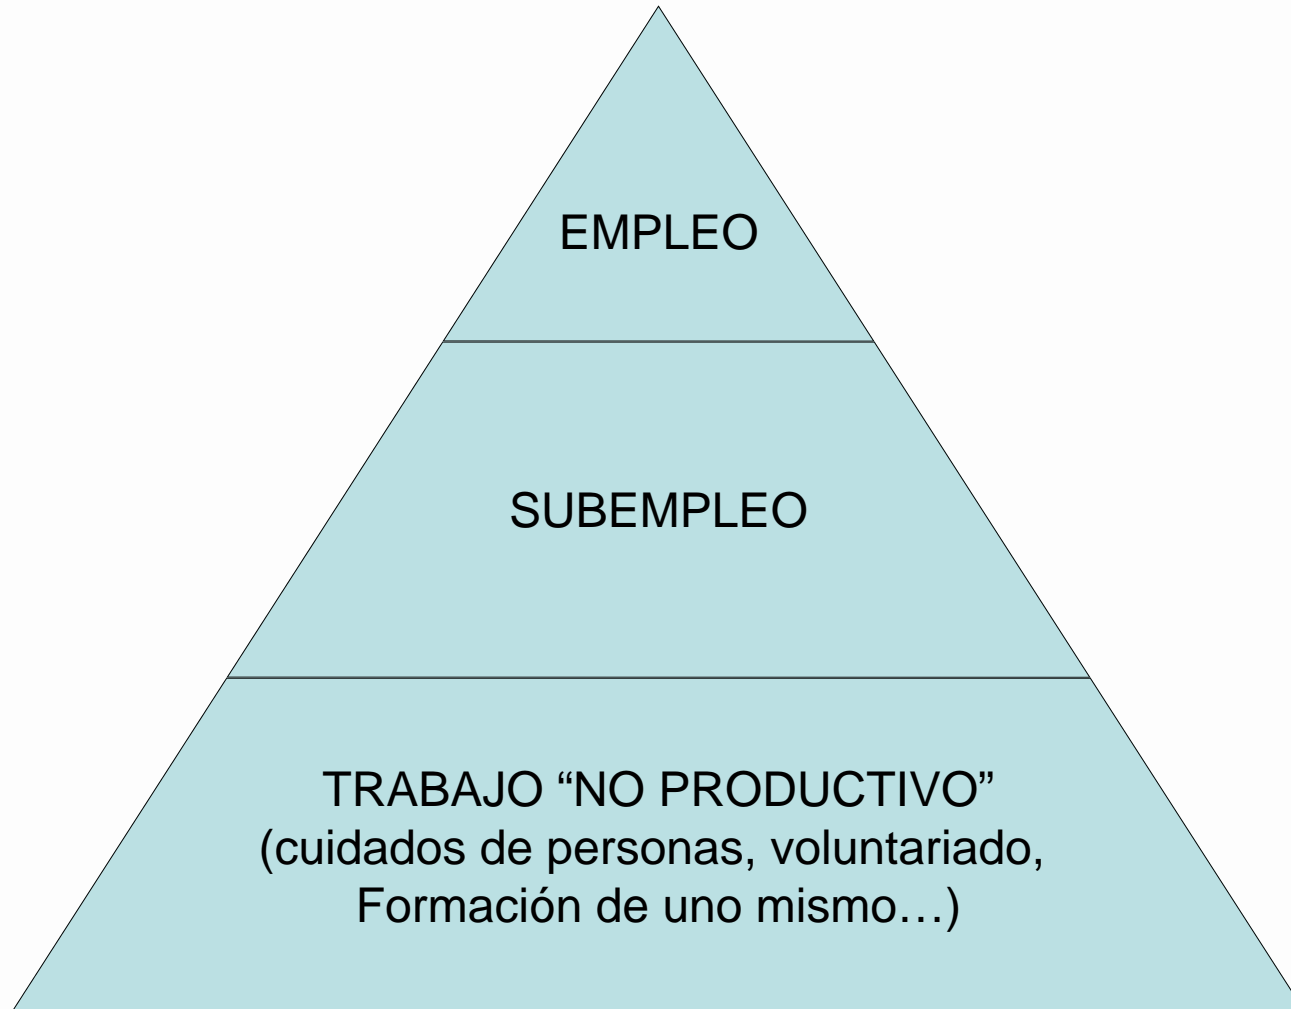 EMPLEO
SUBEMPLEO
TRABAJO “NO PRODUCTIVO”
(cuidados de personas, voluntariado,
Formación de uno mismo…)